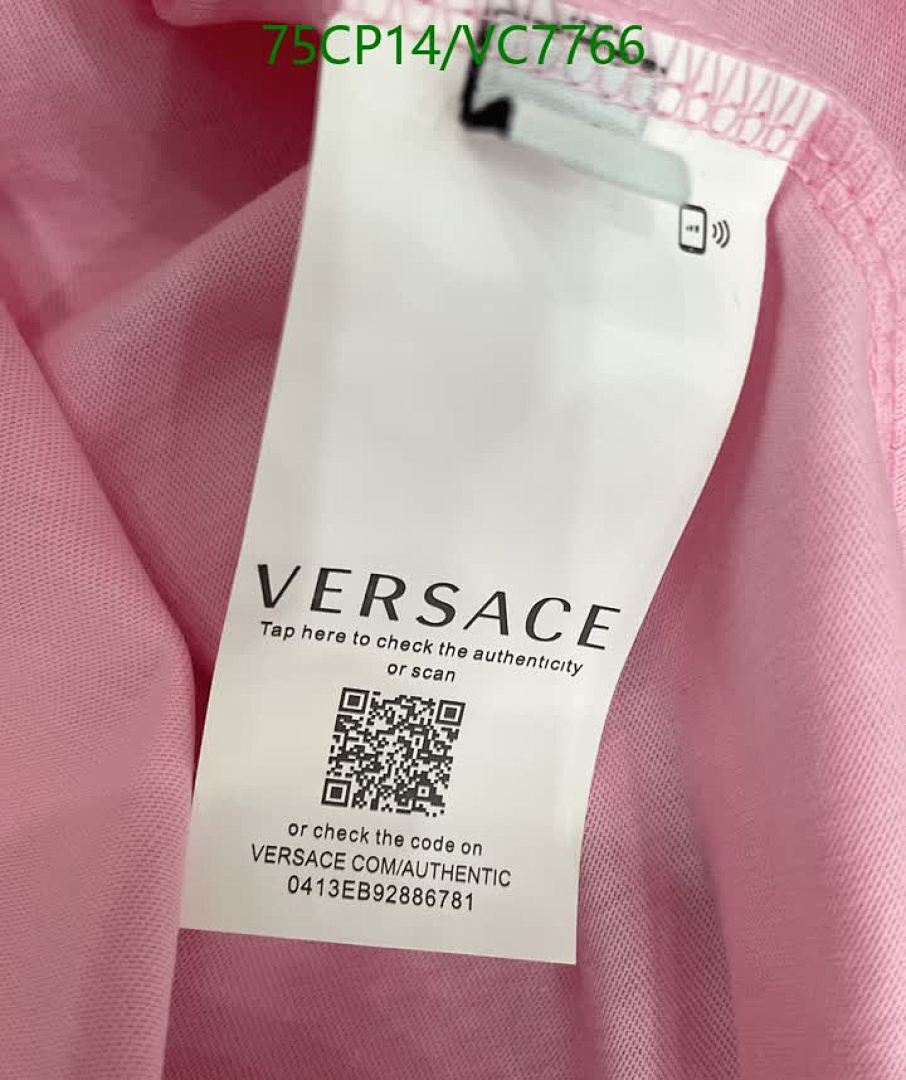 75CP14/VC7766
VERSACE
Tap here to check the authenticity
or scan
or check the code on
VERSACE COM/AUTHENTIC
0413EB92886781